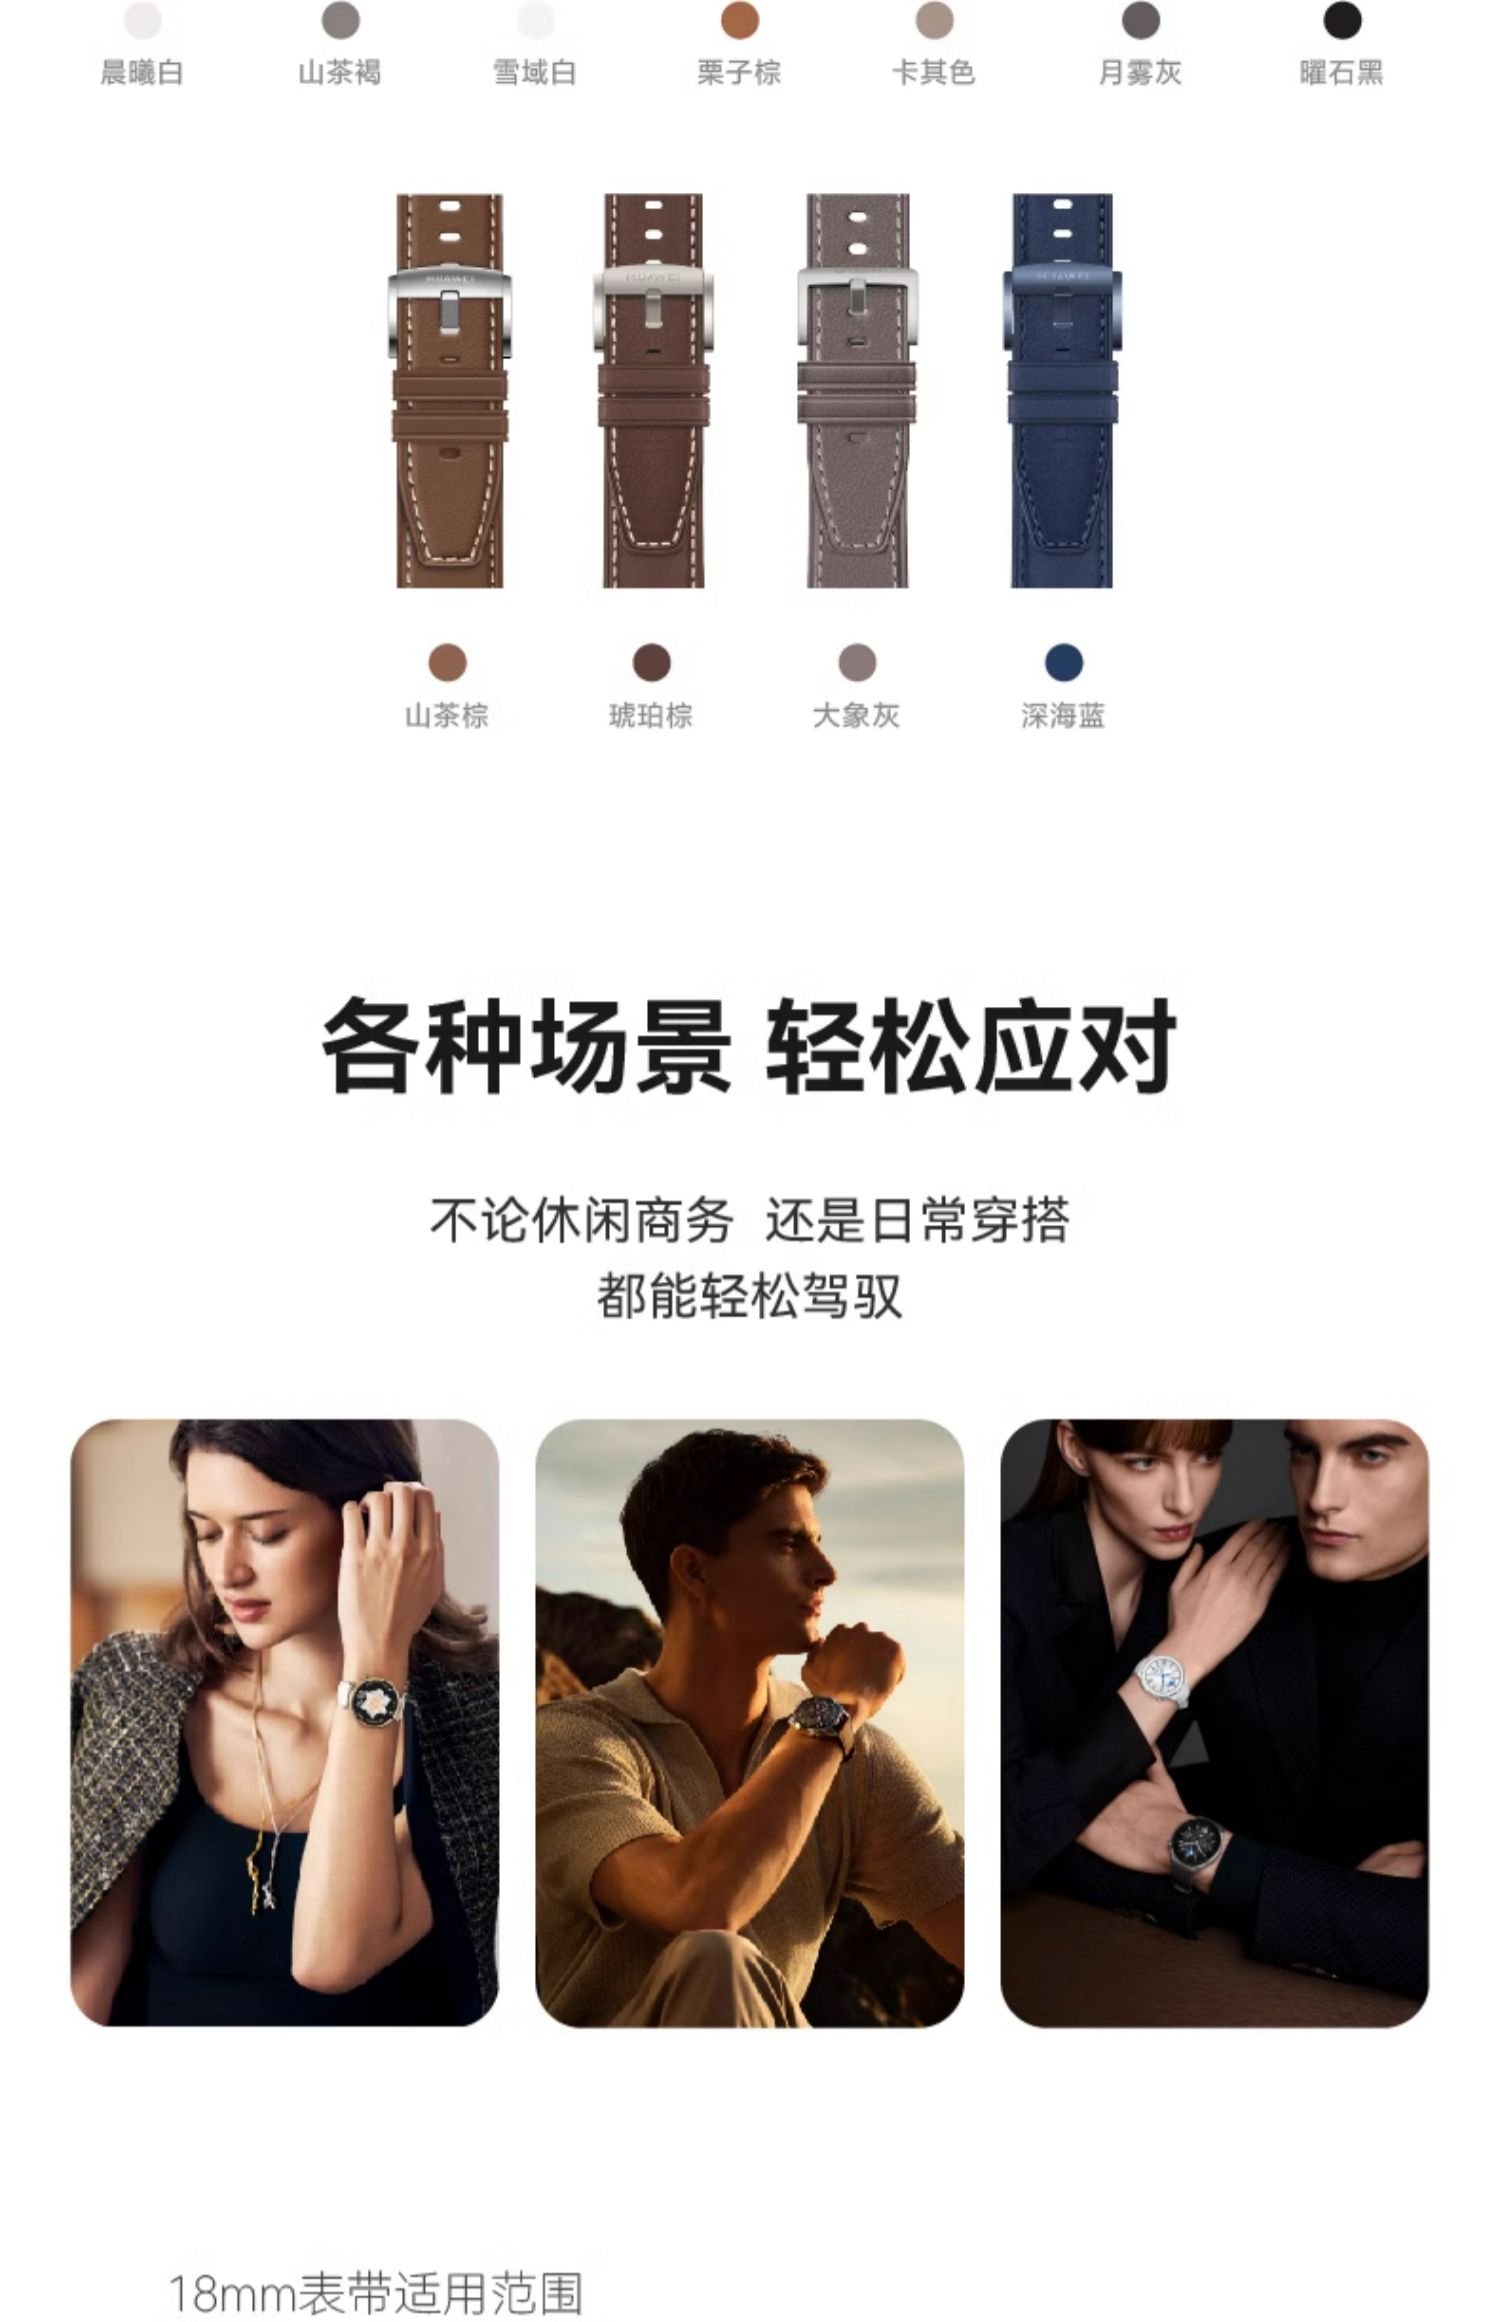 晨曦白 山茶褐 雪域白 栗子棕 卡其色 月雾灰 曜石黑
HUAWEI HUAWEI HUAWEI
山茶棕 琥珀棕 大象灰 深海蓝
各种场景 轻松应对
不论休闲商务 还是日常穿搭
都能轻松驾驭
18mm表带适用范围